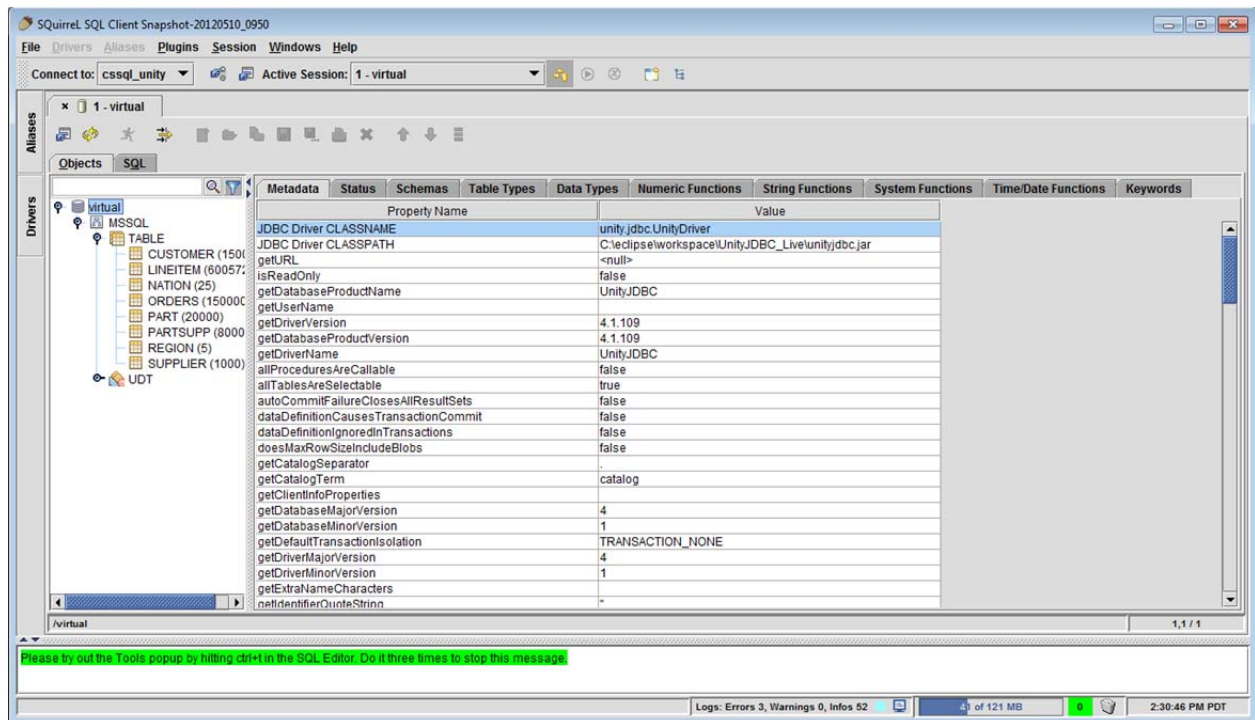 SQuirreL SQL Client Snapshot-20120510_0950
File Drivers Aliases Plugins Session Windows Help
Connect to: cssql_unity Active Session: 1 - virtual
1 - virtual
Aliases
Drivers
Objects SQL
virtual
MSSQL
TABLE
CUSTOMER (1500
LINEITEM (600572
NATION (25)
ORDERS (150000
PART (20000)
PARTSUPP (8000
REGION (5)
SUPPLIER (1000)
UDT
Metadata Status Schemas Table Types Data Types Numeric Functions String Functions System Functions Time/Date Functions Keywords
Property Name Value
JDBC Driver CLASSNAME unity.jdbc.UnityDriver
JDBC Driver CLASSPATH C:\eclipse\workspace\UnityJDBC_Live\unityjdbc.jar
getURL <null>
isReadOnly false
getDatabaseProductName UnityJDBC
getUserName
getDriverVersion 4.1.109
getDatabaseProductVersion 4.1.109
getDriverName UnityJDBC
allProceduresAreCallable false
allTablesAreSelectable true
autoCommitFailureClosesAllResultSets false
dataDefinitionCausesTransactionCommit false
dataDefinitionIgnoredInTransactions false
doesMaxRowSizeIncludeBlobs false
getCatalogSeparator .
getCatalogTerm catalog
getClientInfoProperties
getDatabaseMajorVersion 4
getDatabaseMinorVersion 1
getDefaultTransactionIsolation TRANSACTION_NONE
getDriverMajorVersion 4
getDriverMinorVersion 1
getExtraNameCharacters
getIdentifierQuoteString "
/virtual 1,1 / 1
Please try out the Tools popup by hitting ctrl+t in the SQL Editor. Do it three times to stop this message.
Logs: Errors 3, Warnings 0, Infos 52 41 of 121 MB 0 2:30:46 PM PDT